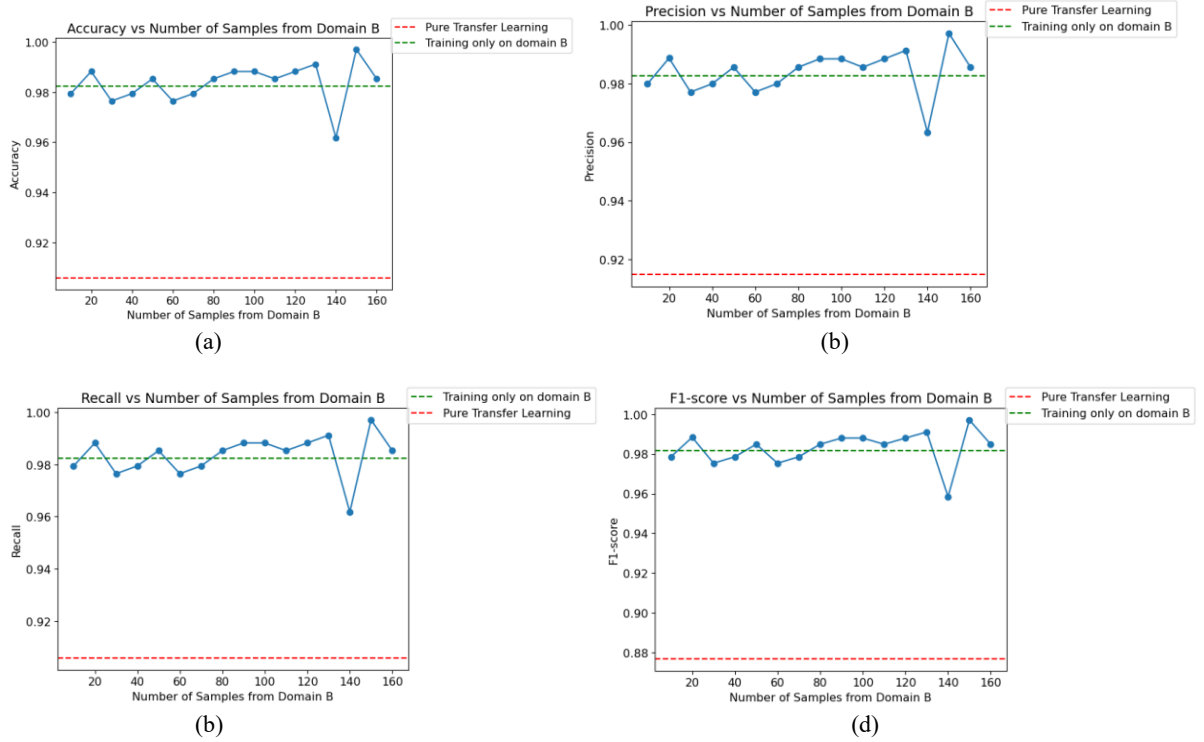 Accuracy vs Number of Samples from Domain B
Pure Transfer Learning
Training only on domain B
1.00
0.98
0.96
0.94
0.92
Accuracy
20 40 60 80 100 120 140 160
Number of Samples from Domain B
(a)
Precision vs Number of Samples from Domain B
Pure Transfer Learning
Training only on domain B
1.00
0.98
0.96
0.94
0.92
Precision
20 40 60 80 100 120 140 160
Number of Samples from Domain B
(b)
Recall vs Number of Samples from Domain B
Training only on domain B
Pure Transfer Learning
1.00
0.98
0.96
0.94
0.92
Recall
20 40 60 80 100 120 140 160
Number of Samples from Domain B
(b)
F1-score vs Number of Samples from Domain B
Pure Transfer Learning
Training only on domain B
1.00
0.98
0.96
0.94
0.92
0.90
0.88
F1-score
20 40 60 80 100 120 140 160
Number of Samples from Domain B
(d)